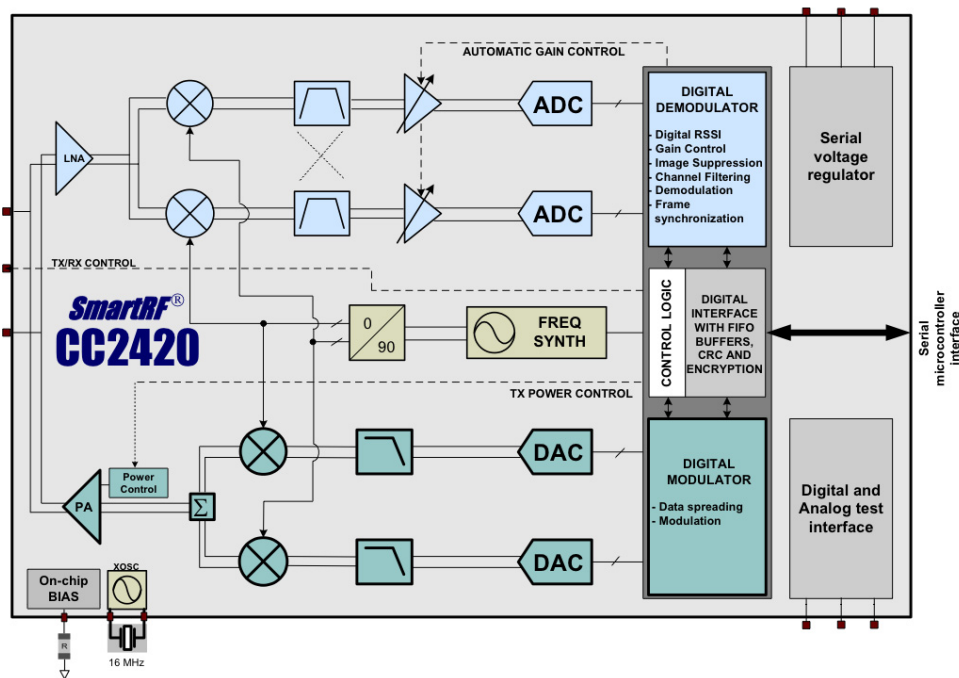 AUTOMATIC GAIN CONTROL
LNA
ADC
ADC
DIGITAL
DEMODULATOR
- Digital RSSI
- Gain Control
- Image Suppression
- Channel Filtering
- Demodulation
- Frame
synchronization
Serial
voltage
regulator
TX/RX CONTROL
SmartRF®
CC2420
0
90
FREQ
SYNTH
CONTROL LOGIC
DIGITAL
INTERFACE
WITH FIFO
BUFFERS,
CRC AND
ENCRYPTION
Serial
microcontroller
interface
TX POWER CONTROL
Power
Control
PA
Σ
DAC
DAC
DIGITAL
MODULATOR
- Data spreading
- Modulation
Digital and
Analog test
interface
On-chip
BIAS
XOSC
R
16 MHz